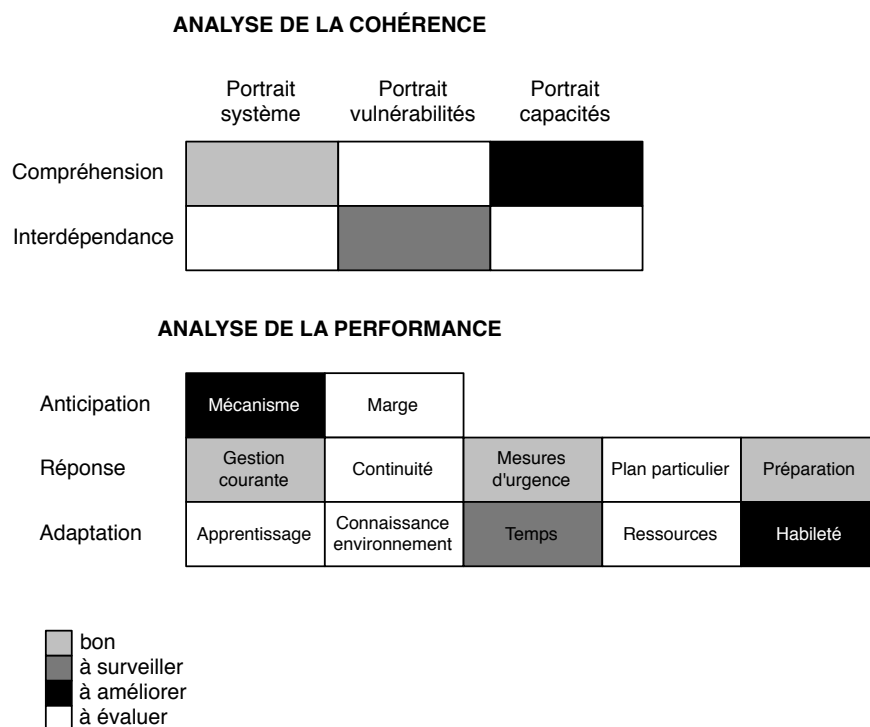 ANALYSE DE LA COHÉRENCE
Portrait système
Portrait vulnérabilités
Portrait capacités
Compréhension
Interdépendance
ANALYSE DE LA PERFORMANCE
Anticipation
Mécanisme
Marge
Réponse
Gestion courante
Continuité
Mesures d'urgence
Plan particulier
Préparation
Adaptation
Apprentissage
Connaissance environnement
Temps
Ressources
Habileté
bon
à surveiller
à améliorer
à évaluer